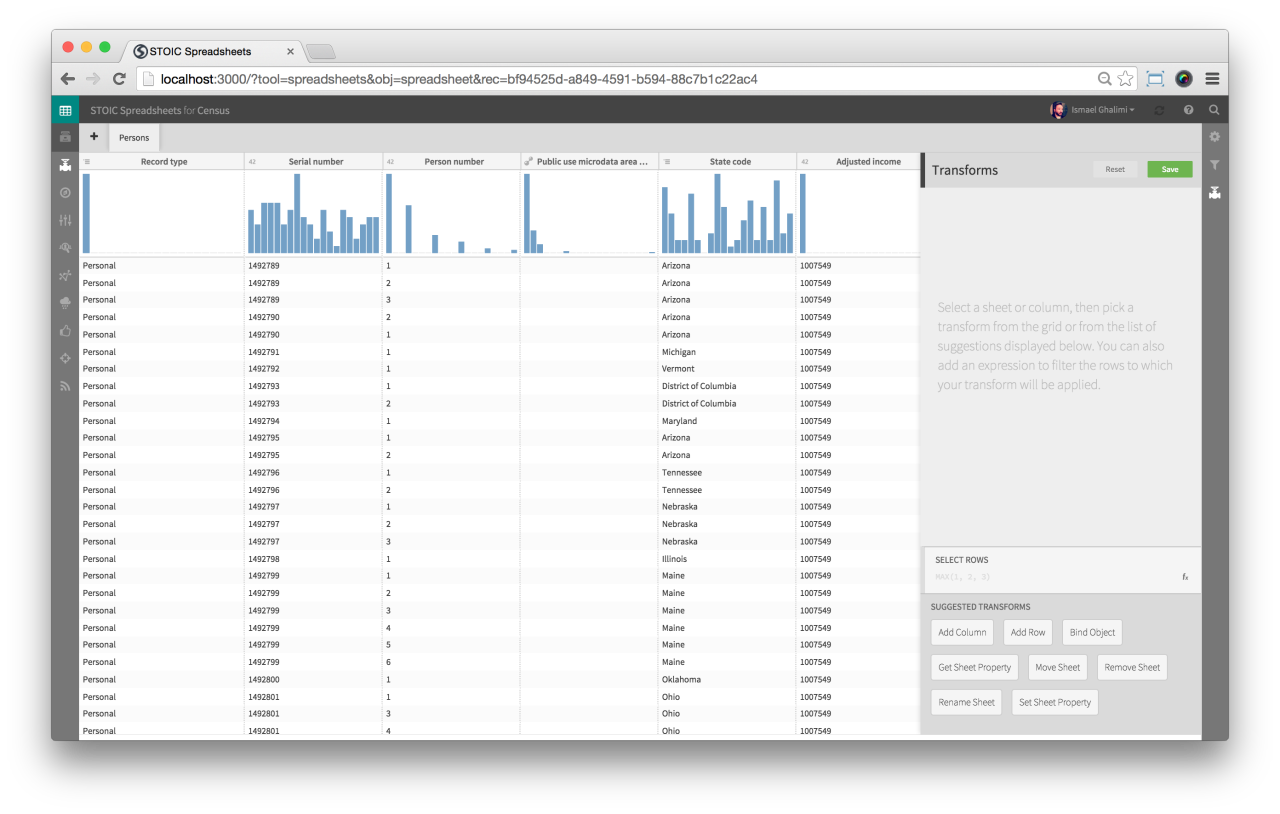 STOIC Spreadsheets
localhost:3000/?tool=spreadsheets&obj=spreadsheet&rec=bf94525d-a849-4591-b594-88c7b1c22ac4
STOIC Spreadsheets for Census
Ismael Ghalimi
Persons
Record type 42 Serial number 42 Person number Public use microdata area ... State code 42 Adjusted income
Personal 1492789 1 Arizona 1007549
Personal 1492789 2 Arizona 1007549
Personal 1492789 3 Arizona 1007549
Personal 1492790 2 Arizona 1007549
Personal 1492790 1 Arizona 1007549
Personal 1492791 1 Michigan 1007549
Personal 1492792 1 Vermont 1007549
Personal 1492793 1 District of Columbia 1007549
Personal 1492793 2 District of Columbia 1007549
Personal 1492794 1 Maryland 1007549
Personal 1492795 1 Arizona 1007549
Personal 1492795 2 Arizona 1007549
Personal 1492796 1 Tennessee 1007549
Personal 1492796 2 Tennessee 1007549
Personal 1492797 1 Nebraska 1007549
Personal 1492797 2 Nebraska 1007549
Personal 1492797 3 Nebraska 1007549
Personal 1492798 1 Illinois 1007549
Personal 1492799 1 Maine 1007549
Personal 1492799 2 Maine 1007549
Personal 1492799 3 Maine 1007549
Personal 1492799 4 Maine 1007549
Personal 1492799 5 Maine 1007549
Personal 1492799 6 Maine 1007549
Personal 1492800 1 Oklahoma 1007549
Personal 1492801 1 Ohio 1007549
Personal 1492801 3 Ohio 1007549
Personal 1492801 4 Ohio 1007549
Transforms
Reset
Save
Select a sheet or column, then pick a
transform from the grid or from the list of
suggestions displayed below. You can also
add an expression to filter the rows to which
your transform will be applied.
SELECT ROWS
MAX(1, 2, 3)
fx
SUGGESTED TRANSFORMS
Add Column Add Row Bind Object
Get Sheet Property Move Sheet Remove Sheet
Rename Sheet Set Sheet Property